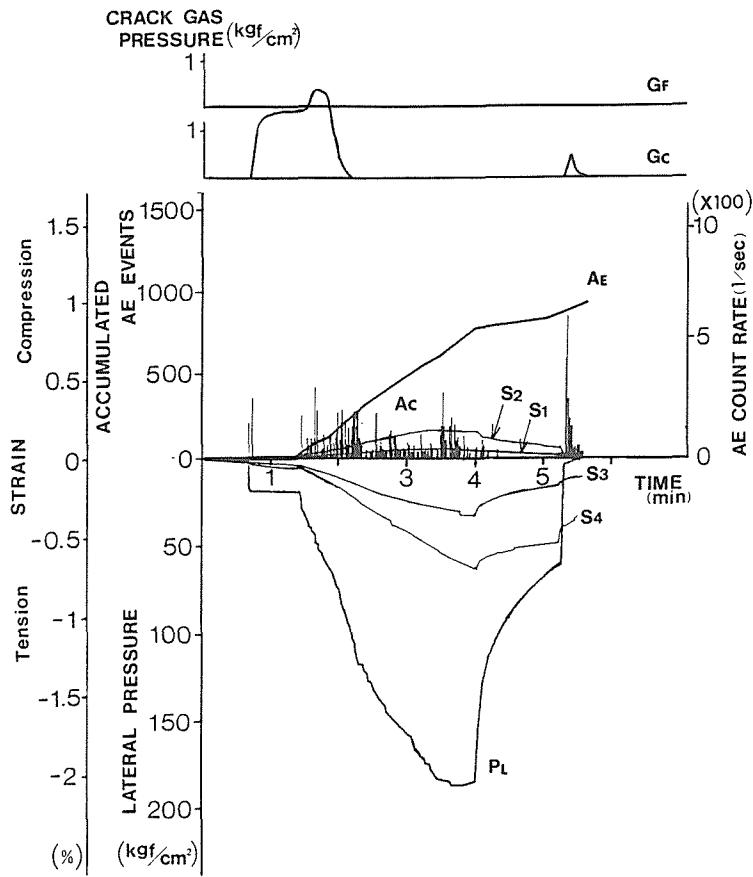 CRACK GAS
PRESSURE (kgf/cm²)
1
GF
1
GC
1.5
1
0.5
0
-0.5
-1
-1.5
-2
(%)
Compression
STRAIN
Tension
ACCUMULATED
AE EVENTS
1500
1000
500
0
50
100
150
200
LATERAL PRESSURE
(kgf/cm²)
(X100)
10
5
0
AE COUNT RATE (1/sec)
AE
AC
S2
S1
1 2 3 4 5
TIME
(min)
S3
S4
PL